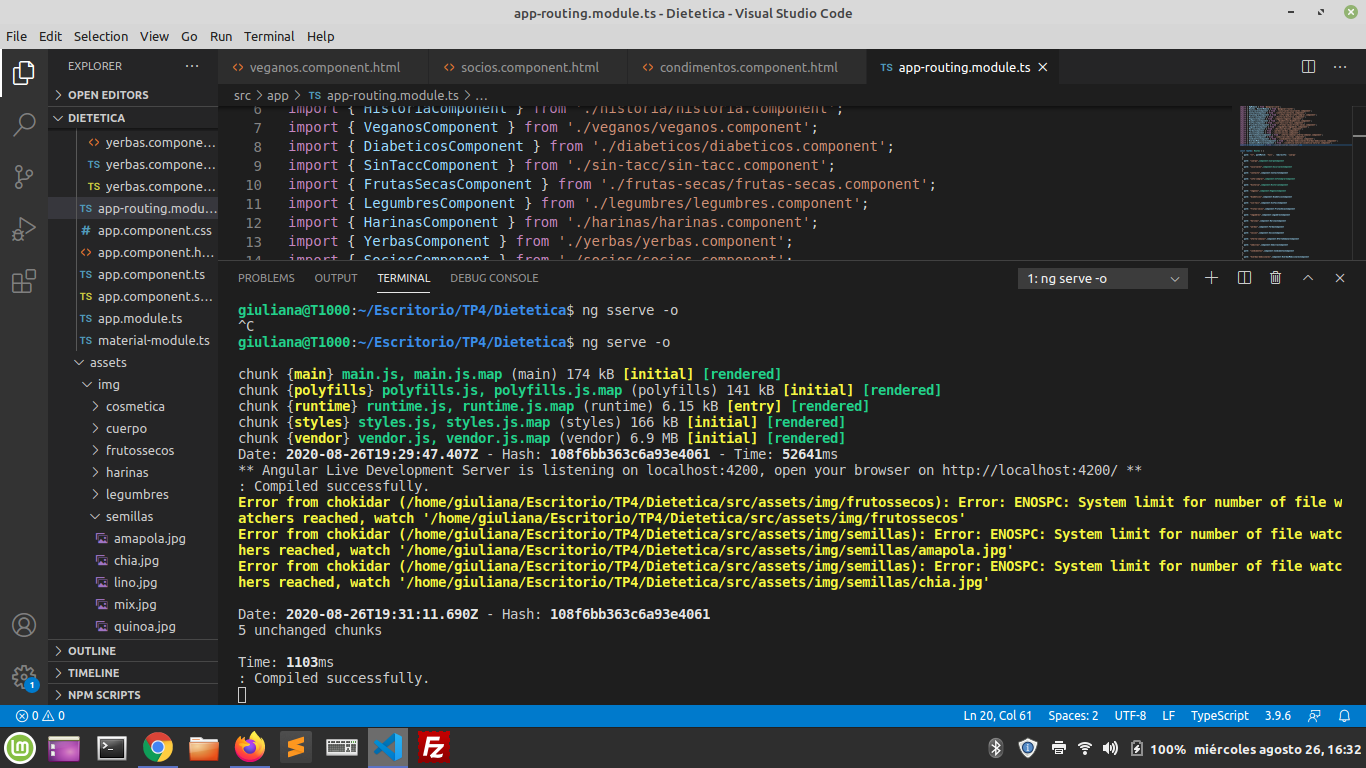 app-routing.module.ts - Dietetica - Visual Studio Code
File Edit Selection View Go Run Terminal Help
EXPLORER ···
OPEN EDITORS
DIETETICA
yerbas.compone...
yerbas.compone...
yerbas.compone...
TS app-routing.modu...
# app.component.css
app.component.h...
TS app.component.ts
TS app.component.s...
TS app.module.ts
TS material-module.ts
assets
img
cosmetica
cuerpo
frutossecos
harinas
legumbres
semillas
amapola.jpg
chia.jpg
lino.jpg
mix.jpg
quinoa.jpg
OUTLINE
TIMELINE
NPM SCRIPTS
veganos.component.html socios.component.html condimentos.component.html TS app-routing.module.ts
src > app > TS app-routing.module.ts > ...
6 import { HistoriaComponent } from './historia/historia.component';
7 import { VeganosComponent } from './veganos/veganos.component';
8 import { DiabeticosComponent } from './diabeticos/diabeticos.component';
9 import { SinTaccComponent } from './sin-tacc/sin-tacc.component';
10 import { FrutasSecasComponent } from './frutas-secas/frutas-secas.component';
11 import { LegumbresComponent } from './legumbres/legumbres.component';
12 import { HarinasComponent } from './harinas/harinas.component';
13 import { YerbasComponent } from './yerbas/yerbas.component';
14 import { SociosComponent } from './socios/socios.component';
PROBLEMS OUTPUT TERMINAL DEBUG CONSOLE 1: ng serve -o
giuliana@T1000:~/Escritorio/TP4/Dietetica$ ng sserve -o
^C
giuliana@T1000:~/Escritorio/TP4/Dietetica$ ng serve -o
chunk {main} main.js, main.js.map (main) 174 kB [initial] [rendered]
chunk {polyfills} polyfills.js, polyfills.js.map (polyfills) 141 kB [initial] [rendered]
chunk {runtime} runtime.js, runtime.js.map (runtime) 6.15 kB [entry] [rendered]
chunk {styles} styles.js, styles.js.map (styles) 166 kB [initial] [rendered]
chunk {vendor} vendor.js, vendor.js.map (vendor) 6.9 MB [initial] [rendered]
Date: 2020-08-26T19:29:47.407Z - Hash: 108f6bb363c6a93e4061 - Time: 52641ms
** Angular Live Development Server is listening on localhost:4200, open your browser on http://localhost:4200/ **
: Compiled successfully.
Error from chokidar (/home/giuliana/Escritorio/TP4/Dietetica/src/assets/img/frutossecos): Error: ENOSPC: System limit for number of file w
atchers reached, watch '/home/giuliana/Escritorio/TP4/Dietetica/src/assets/img/frutossecos'
Error from chokidar (/home/giuliana/Escritorio/TP4/Dietetica/src/assets/img/semillas): Error: ENOSPC: System limit for number of file watc
hers reached, watch '/home/giuliana/Escritorio/TP4/Dietetica/src/assets/img/semillas/amapola.jpg'
Error from chokidar (/home/giuliana/Escritorio/TP4/Dietetica/src/assets/img/semillas): Error: ENOSPC: System limit for number of file watc
hers reached, watch '/home/giuliana/Escritorio/TP4/Dietetica/src/assets/img/semillas/chia.jpg'
Date: 2020-08-26T19:31:11.690Z - Hash: 108f6bb363c6a93e4061
5 unchanged chunks
Time: 1103ms
: Compiled successfully.
1
0 0 Ln 20, Col 61 Spaces: 2 UTF-8 LF TypeScript 3.9.6
100% miércoles agosto 26, 16:32